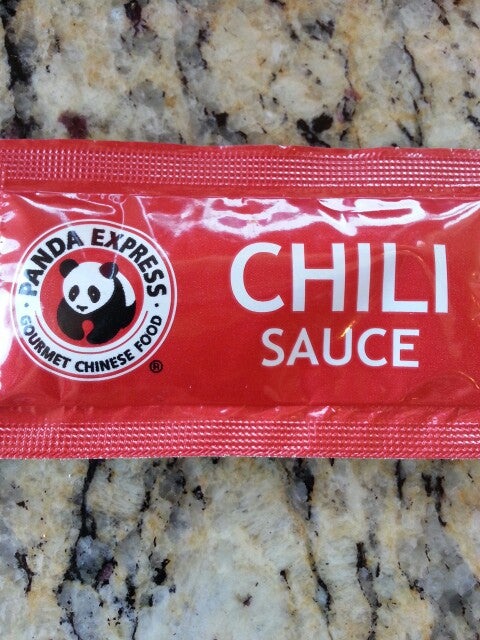 PANDA EXPRESS
GOURMET CHINESE FOOD
®
CHILI
SAUCE